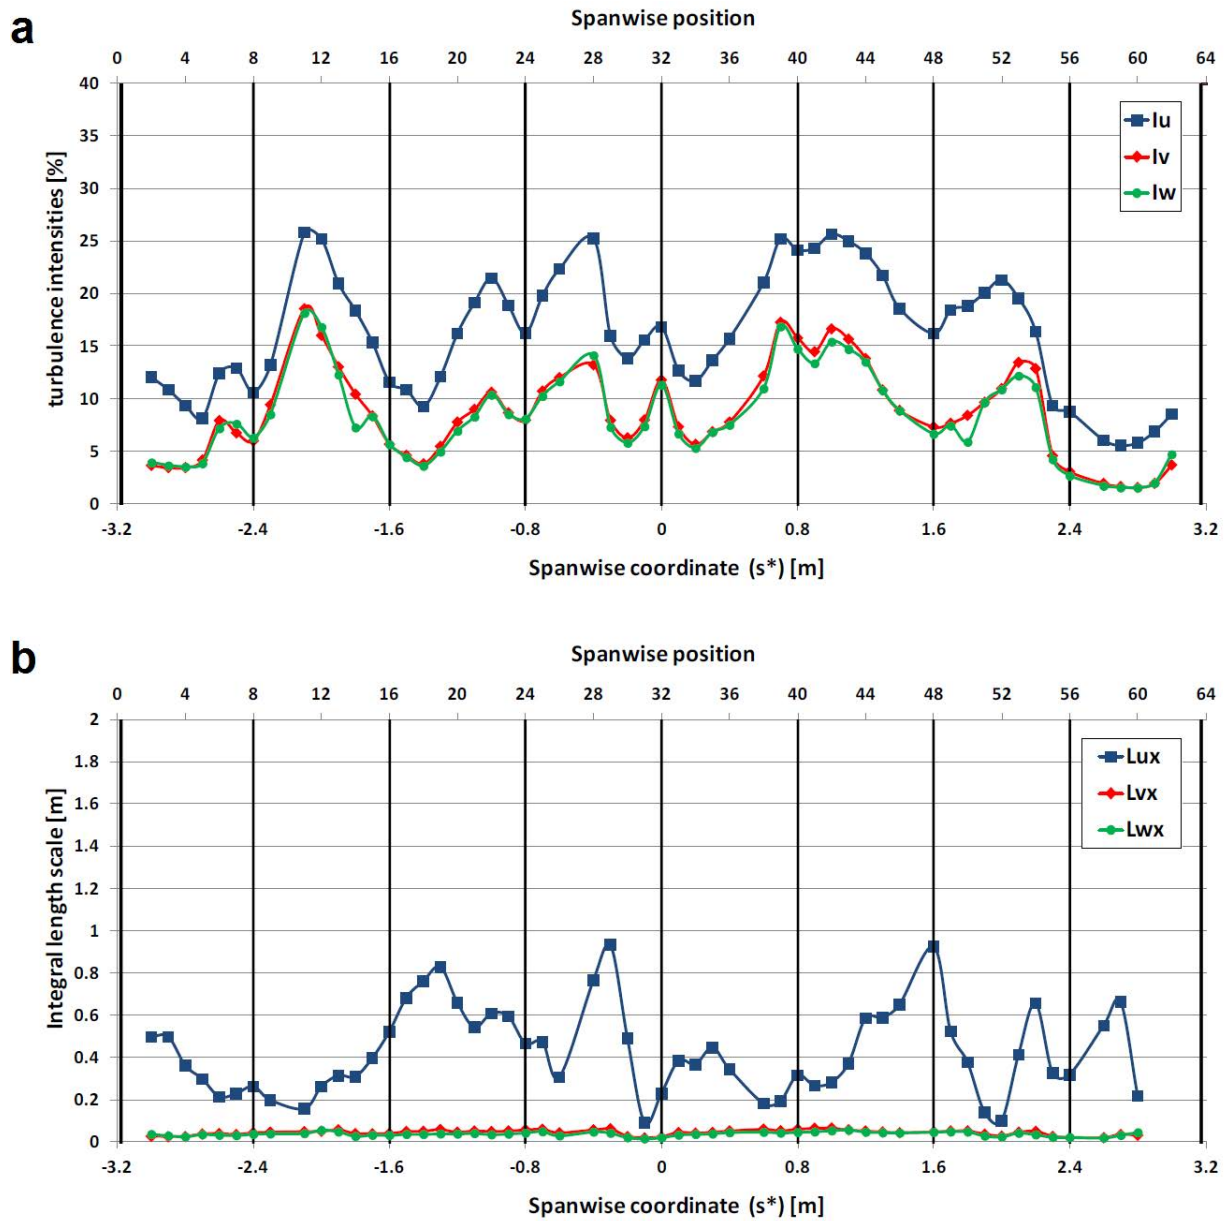 a
Spanwise position
0 4 8 12 16 20 24 28 32 36 40 44 48 52 56 60 64
40
35
30
25
20
15
10
5
0
turbulence intensities [%]
Iu
Iv
Iw
-3.2 -2.4 -1.6 -0.8 0 0.8 1.6 2.4 3.2
Spanwise coordinate (s*) [m]
b
Spanwise position
0 4 8 12 16 20 24 28 32 36 40 44 48 52 56 60 64
2
1.8
1.6
1.4
1.2
1
0.8
0.6
0.4
0.2
0
Integral length scale [m]
Lux
Lvx
Lwx
-3.2 -2.4 -1.6 -0.8 0 0.8 1.6 2.4 3.2
Spanwise coordinate (s*) [m]